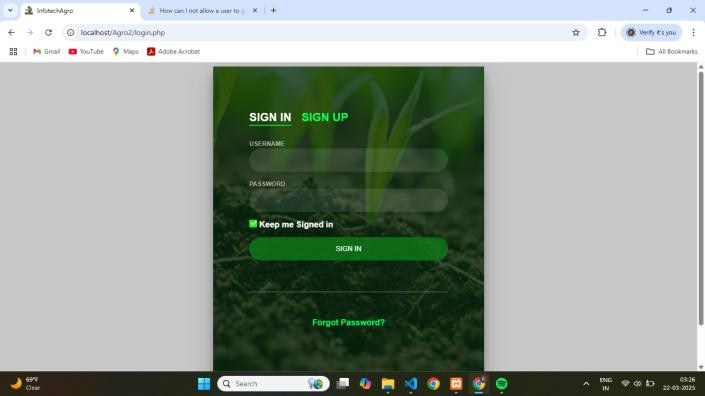 InfotechAgro
How can I not allow a user to g
localhost/Agro2/login.php
Verify it's you
Gmail
YouTube
Maps
Adobe Acrobat
All Bookmarks
SIGN IN SIGN UP
USERNAME
PASSWORD
Keep me Signed in
SIGN IN
Forgot Password?
69°F
Clear
Search
ENG
IN
03:26
22-03-2025